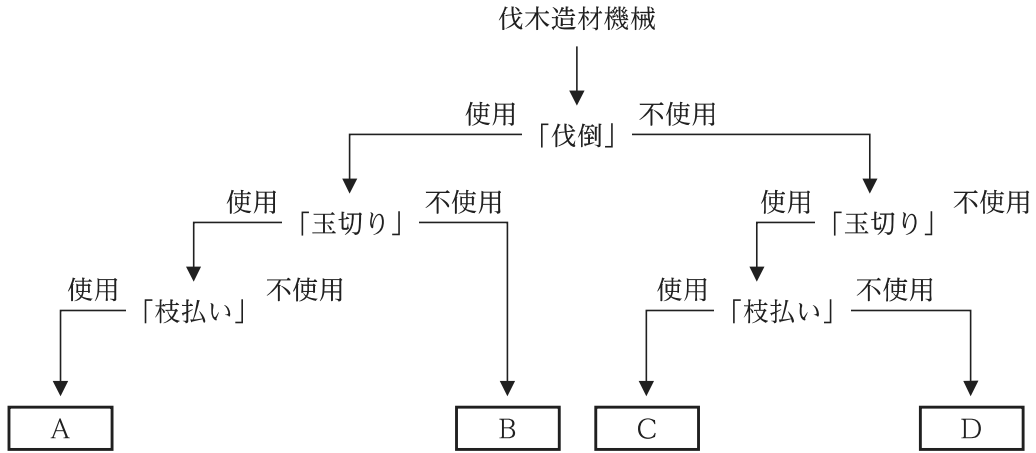 伐木造材機械
使用 不使用
「伐倒」
使用 不使用 使用 不使用
「玉切り」 「玉切り」
使用 不使用 使用 不使用
「枝払い」 「枝払い」
A B C D